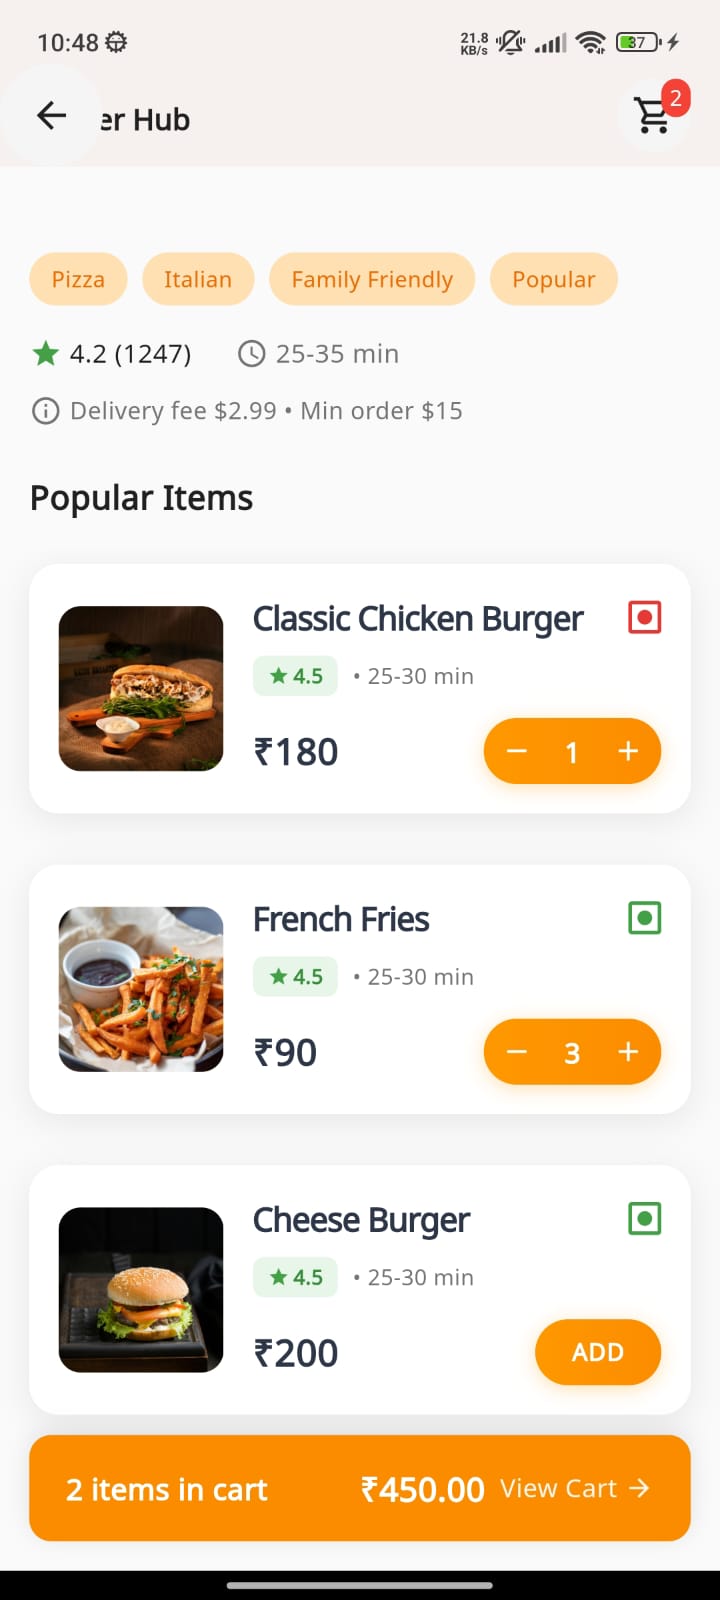 10:48 21.8 KB/s 37
er Hub 2
Pizza Italian Family Friendly Popular
4.2 (1247) 25-35 min
Delivery fee $2.99 • Min order $15
Popular Items
Classic Chicken Burger
4.5 • 25-30 min
₹180 − 1 +
French Fries
4.5 • 25-30 min
₹90 − 3 +
Cheese Burger
4.5 • 25-30 min
₹200 ADD
2 items in cart ₹450.00 View Cart →